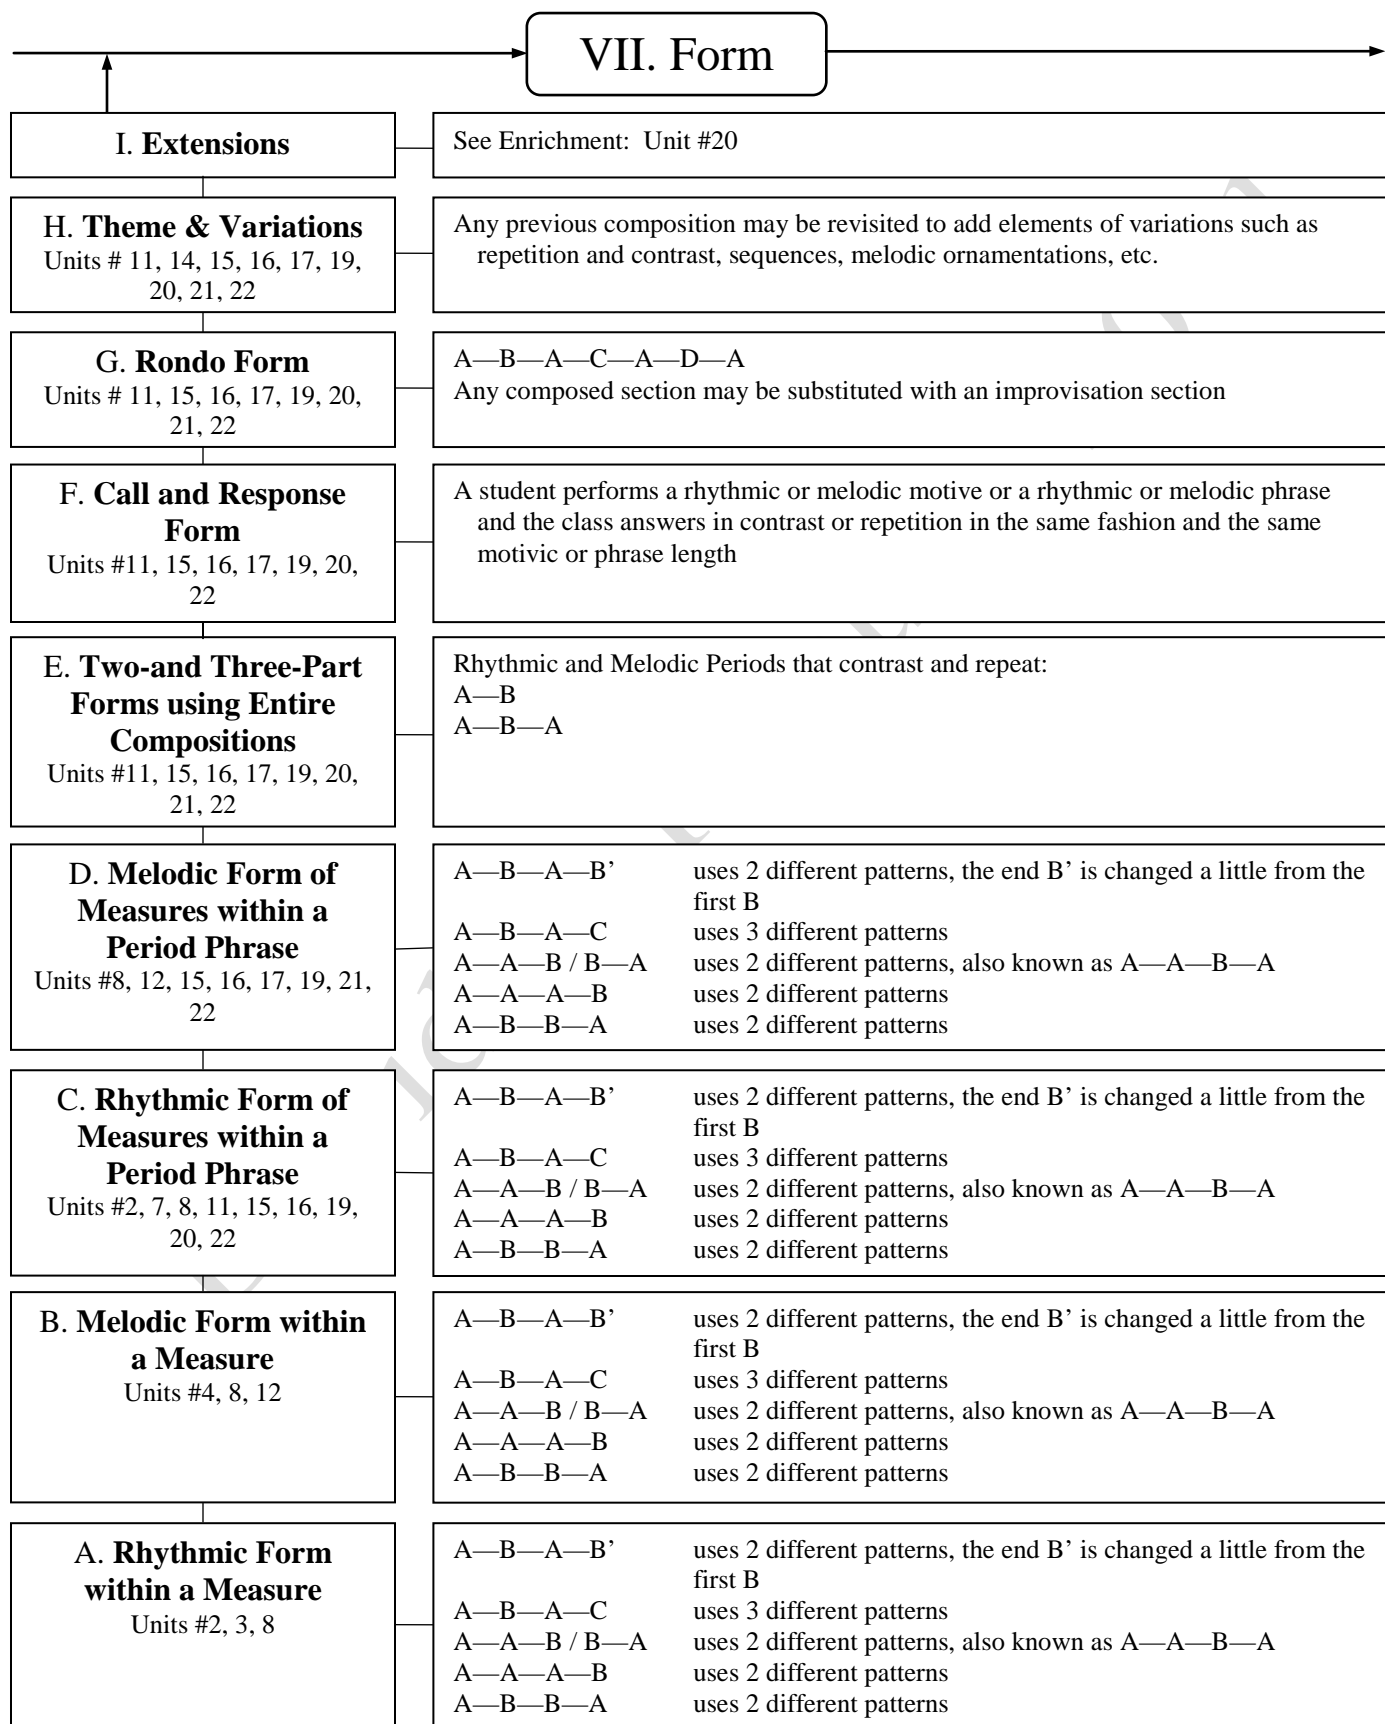 VII. Form
I. Extensions
See Enrichment:  Unit #20
H. Theme & Variations
Units # 11, 14, 15, 16, 17, 19,
20, 21, 22
Any previous composition may be revisited to add elements of variations such as
repetition and contrast, sequences, melodic ornamentations, etc.
G. Rondo Form
Units # 11, 15, 16, 17, 19, 20,
21, 22
A—B—A—C—A—D—A
Any composed section may be substituted with an improvisation section
F. Call and Response
Form
Units #11, 15, 16, 17, 19, 20,
22
A student performs a rhythmic or melodic motive or a rhythmic or melodic phrase
and the class answers in contrast or repetition in the same fashion and the same
motivic or phrase length
E. Two-and Three-Part
Forms using Entire
Compositions
Units #11, 15, 16, 17, 19, 20,
21, 22
Rhythmic and Melodic Periods that contrast and repeat:
A—B
A—B—A
D. Melodic Form of
Measures within a
Period Phrase
Units #8, 12, 15, 16, 17, 19, 21,
22
A—B—A—B’ uses 2 different patterns, the end B’ is changed a little from the
first B
A—B—A—C uses 3 different patterns
A—A—B / B—A uses 2 different patterns, also known as A—A—B—A
A—A—A—B uses 2 different patterns
A—B—B—A uses 2 different patterns
C. Rhythmic Form of
Measures within a
Period Phrase
Units #2, 7, 8, 11, 15, 16, 19,
20, 22
A—B—A—B’ uses 2 different patterns, the end B’ is changed a little from the
first B
A—B—A—C uses 3 different patterns
A—A—B / B—A uses 2 different patterns, also known as A—A—B—A
A—A—A—B uses 2 different patterns
A—B—B—A uses 2 different patterns
B. Melodic Form within
a Measure
Units #4, 8, 12
A—B—A—B’ uses 2 different patterns, the end B’ is changed a little from the
first B
A—B—A—C uses 3 different patterns
A—A—B / B—A uses 2 different patterns, also known as A—A—B—A
A—A—A—B uses 2 different patterns
A—B—B—A uses 2 different patterns
A. Rhythmic Form
within a Measure
Units #2, 3, 8
A—B—A—B’ uses 2 different patterns, the end B’ is changed a little from the
first B
A—B—A—C uses 3 different patterns
A—A—B / B—A uses 2 different patterns, also known as A—A—B—A
A—A—A—B uses 2 different patterns
A—B—B—A uses 2 different patterns